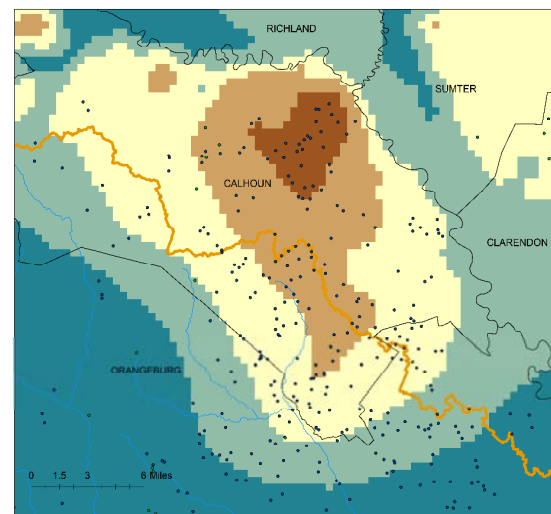 RICHLAND
SUMTER
CALHOUN
CLARENDON
ORANGEBURG
0 1.5 3 6 Miles